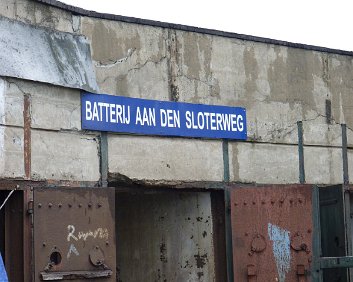 BATTERIJ AAN DEN SLOTERWEG